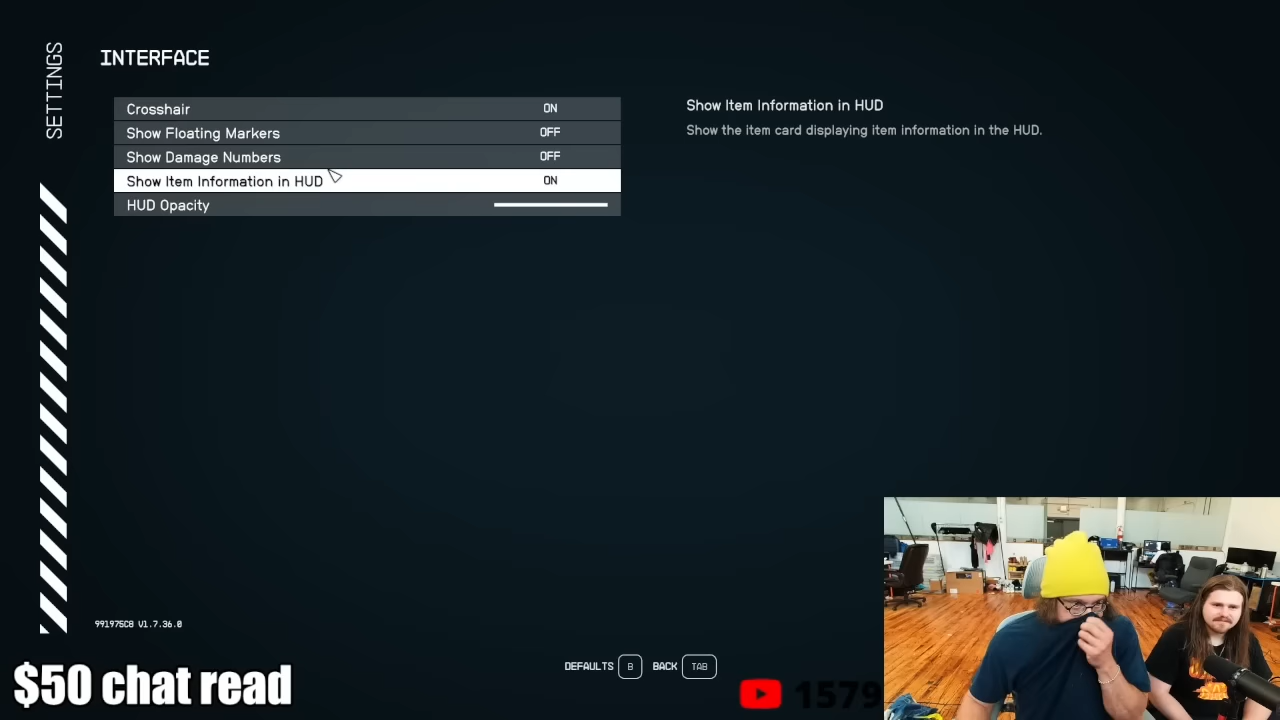 SETTINGS
INTERFACE
Crosshair ON
Show Floating Markers OFF
Show Damage Numbers OFF
Show Item Information in HUD ON
HUD Opacity
Show Item Information in HUD
Show the item card displaying item information in the HUD.
991975C8 V1.7.36.0
DEFAULTS B BACK TAB
$50 chat read
1579